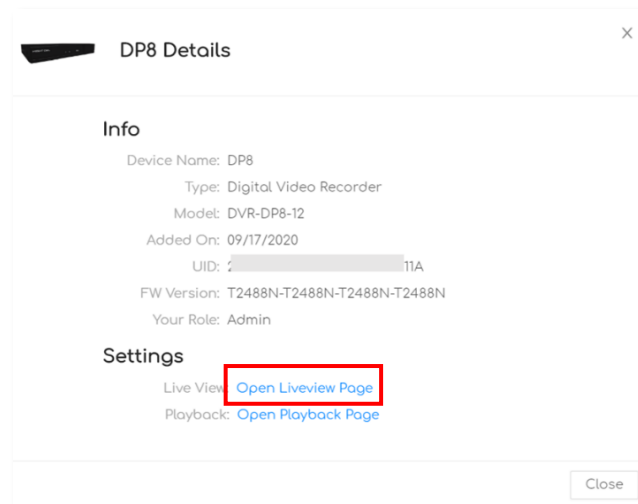 DP8 Details
Info
Device Name: DP8
Type: Digital Video Recorder
Model: DVR-DP8-12
Added On: 09/17/2020
UID: 11A
FW Version: T2488N-T2488N-T2488N-T2488N
Your Role: Admin
Settings
Live View Open Liveview Page
Playback: Open Playback Page
Close